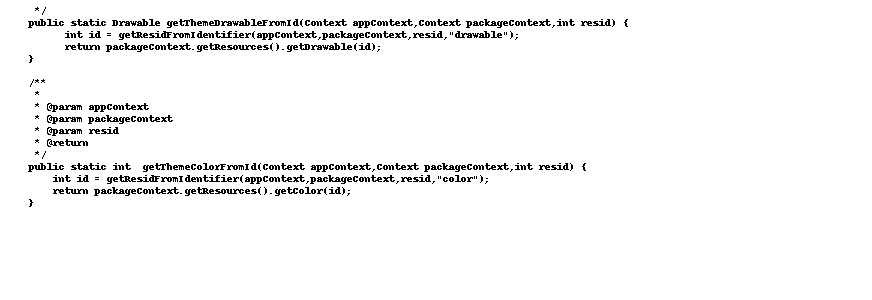 */
public static Drawable getThemeDrawableFromId(Context appContext,Context packageContext,int resid) {
      int id = getResidFromIdentifier(appContext,packageContext,resid,"drawable");
      return packageContext.getResources().getDrawable(id);
}

/**
 *
 * @param appContext
 * @param packageContext
 * @param resid
 * @return
 */
public static int  getThemeColorFromId(Context appContext,Context packageContext,int resid) {
    int id = getResidFromIdentifier(appContext,packageContext,resid,"color");
    return packageContext.getResources().getColor(id);
}